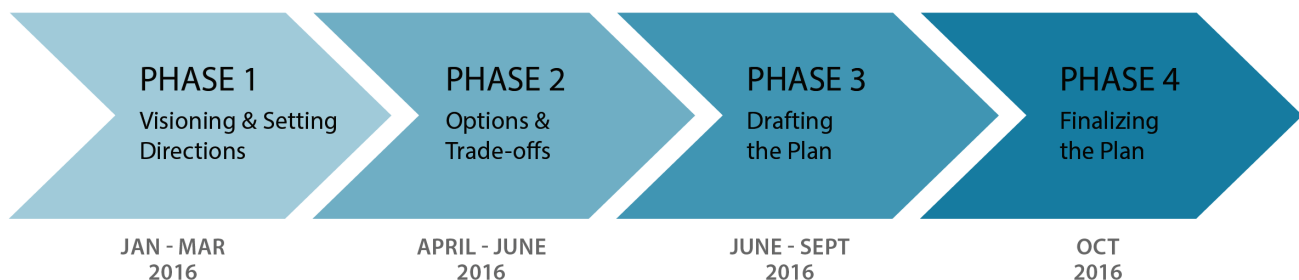 PHASE 1
Visioning & Setting
Directions
JAN - MAR
2016
PHASE 2
Options &
Trade-offs
APRIL - JUNE
2016
PHASE 3
Drafting
the Plan
JUNE - SEPT
2016
PHASE 4
Finalizing
the Plan
OCT
2016